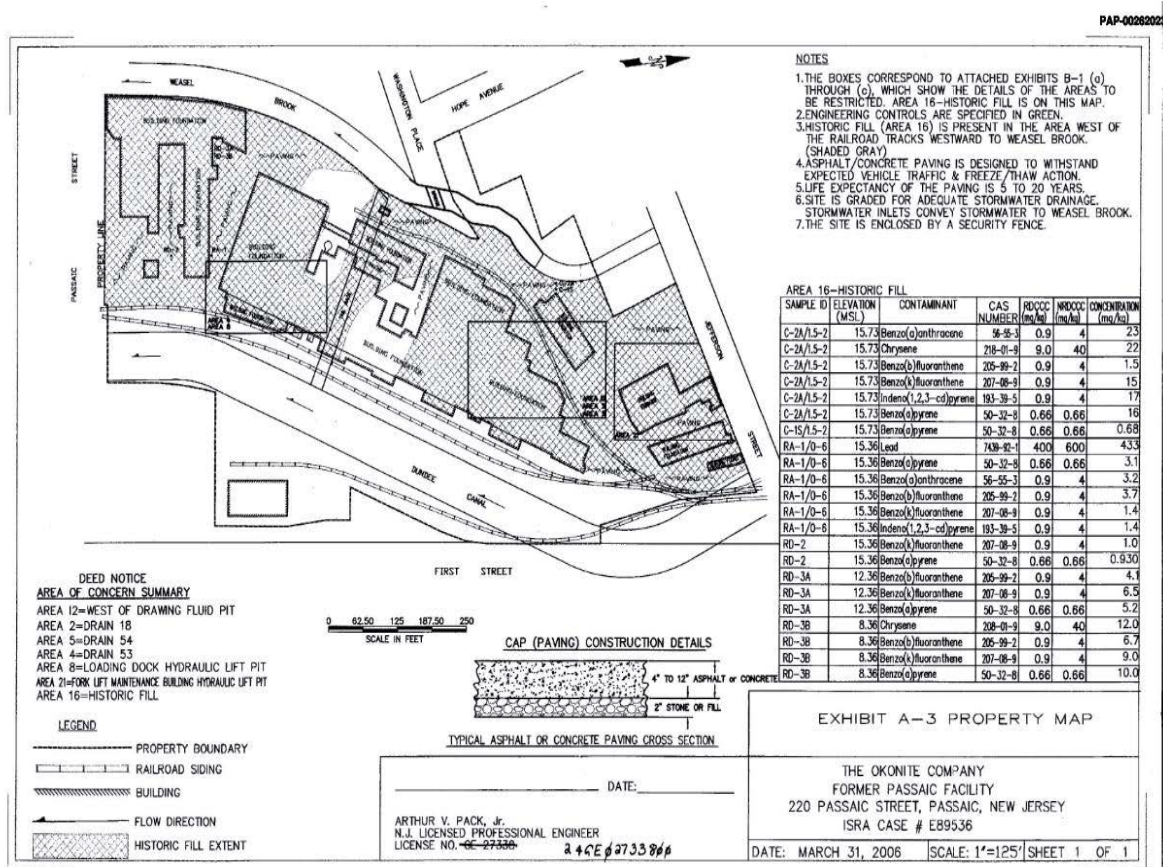 PAP-00262023
NOTES
1.THE BOXES CORRESPOND TO ATTACHED EXHIBITS B-1 (a)
THROUGH (c), WHICH SHOW THE DETAILS OF THE AREAS TO
BE RESTRICTED. AREA 16-HISTORIC FILL IS ON THIS MAP.
2.ENGINEERING CONTROLS ARE SPECIFIED IN GREEN.
3.HISTORIC FILL (AREA 16) IS PRESENT IN THE AREA WEST OF
THE RAILROAD TRACKS WESTWARD TO WEASEL BROOK.
(SHADED GRAY)
4.ASPHALT/CONCRETE PAVING IS DESIGNED TO WITHSTAND
EXPECTED VEHICLE TRAFFIC & FREEZE/THAW ACTION.
5.LIFE EXPECTANCY OF THE PAVING IS 5 TO 20 YEARS.
6.SITE IS GRADED FOR ADEQUATE STORMWATER DRAINAGE.
STORMWATER INLETS CONVEY STORMWATER TO WEASEL BROOK.
7.THE SITE IS ENCLOSED BY A SECURITY FENCE.
WEASEL
BROOK
WASHINGTON PLACE
HOPE AVENUE
PASSAIC STREET
PROPERTY LINE
BUILDING FOUNDATION
BUILDING FOUNDATION
PAVING
RA-1
BUILDING
FOUNDATION
BUILDING FOUNDATION
BUILDING FOUNDATION
BUILDING FOUNDATION
PAVING
PAVING
PAVING
PAVING
JEFFERSON
STREET
DUNDEE
CANAL
FIRST STREET
AREA 16-HISTORIC FILL
SAMPLE ID ELEVATION (MSL) CONTAMINANT CAS NUMBER RDCCC (mg/kg) NRDCCC (mg/kg) CONCENTRATION (mg/kg)
C-2A/1.5-2 15.73 Benzo(a)anthracene 56-55-3 0.9 4 23
C-2A/1.5-2 15.73 Chrysene 218-01-9 9.0 40 22
C-2A/1.5-2 15.73 Benzo(b)fluoranthene 205-99-2 0.9 4 1.5
C-2A/1.5-2 15.73 Benzo(k)fluoranthene 207-08-9 0.9 4 15
C-2A/1.5-2 15.73 Indeno(1,2,3-cd)pyrene 193-39-5 0.9 4 17
C-2A/1.5-2 15.73 Benzo(a)pyrene 50-32-8 0.66 0.66 16
C-1S/1.5-2 15.73 Benzo(a)pyrene 50-32-8 0.66 0.66 0.68
RA-1/0-6 15.36 Lead 7439-92-1 400 600 433
RA-1/0-6 15.36 Benzo(a)pyrene 50-32-8 0.66 0.66 3.1
RA-1/0-6 15.36 Benzo(a)anthracene 56-55-3 0.9 4 3.2
RA-1/0-6 15.36 Benzo(b)fluoranthene 205-99-2 0.9 4 3.7
RA-1/0-6 15.36 Benzo(k)fluoranthene 207-08-9 0.9 4 1.4
RA-1/0-6 15.36 Indeno(1,2,3-cd)pyrene 193-39-5 0.9 4 1.4
RD-2 15.36 Benzo(k)fluoranthene 207-08-9 0.9 4 1.0
RD-2 15.36 Benzo(a)pyrene 50-32-8 0.66 0.66 0.930
RD-3A 12.36 Benzo(b)fluoranthene 205-99-2 0.9 4 4.1
RD-3A 12.36 Benzo(k)fluoranthene 207-08-9 0.9 4 6.5
RD-3A 12.36 Benzo(a)pyrene 50-32-8 0.66 0.66 5.2
RD-3B 8.36 Chrysene 208-01-9 9.0 40 12.0
RD-3B 8.36 Benzo(b)fluoranthene 205-99-2 0.9 4 6.7
RD-3B 8.36 Benzo(k)fluoranthene 207-08-9 0.9 4 9.0
RD-3B 8.36 Benzo(a)pyrene 50-32-8 0.66 0.66 10.0
DEED NOTICE
AREA OF CONCERN SUMMARY
AREA 12=WEST OF DRAWING FLUID PIT
AREA 2=DRAIN 18
AREA 5=DRAIN 54
AREA 4=DRAIN 53
AREA 8=LOADING DOCK HYDRAULIC LIFT PIT
AREA 21=FORK LIFT MAINTENANCE BUILDING HYDRAULIC LIFT PIT
AREA 16=HISTORIC FILL
0 62.50 125 187.50 250
SCALE IN FEET
CAP (PAVING) CONSTRUCTION DETAILS
4" TO 12" ASPHALT or CONCRETE
2" STONE OR FILL
TYPICAL ASPHALT OR CONCRETE PAVING CROSS SECTION
LEGEND
PROPERTY BOUNDARY
RAILROAD SIDING
BUILDING
FLOW DIRECTION
HISTORIC FILL EXTENT
DATE:
ARTHUR V. PACK, Jr.
N.J. LICENSED PROFESSIONAL ENGINEER
LICENSE NO. GE 27338 24GE02733800
EXHIBIT A-3 PROPERTY MAP
THE OKONITE COMPANY
FORMER PASSAIC FACILITY
220 PASSAIC STREET, PASSAIC, NEW JERSEY
ISRA CASE # E89536
DATE: MARCH 31, 2006 SCALE: 1"=125' SHEET 1 OF 1